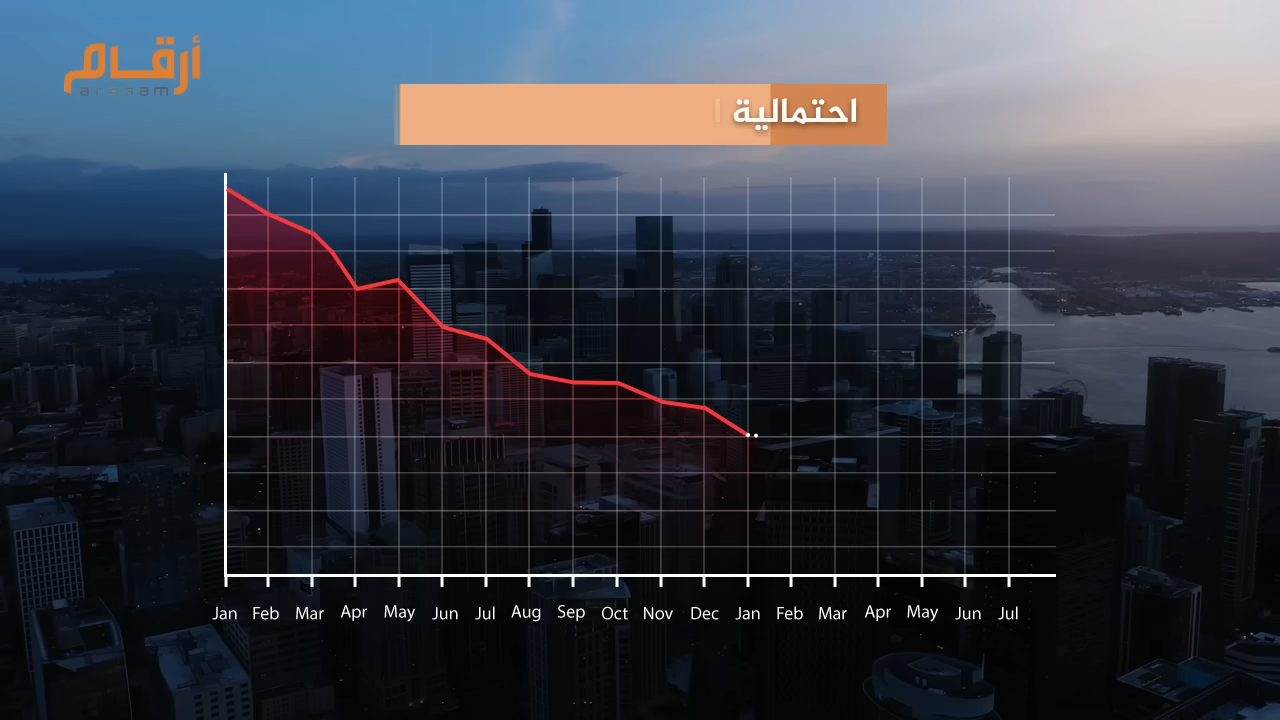 أرقام
argaam
احتمالية
Jan Feb Mar Apr May Jun Jul Aug Sep Oct Nov Dec Jan Feb Mar Apr May Jun Jul